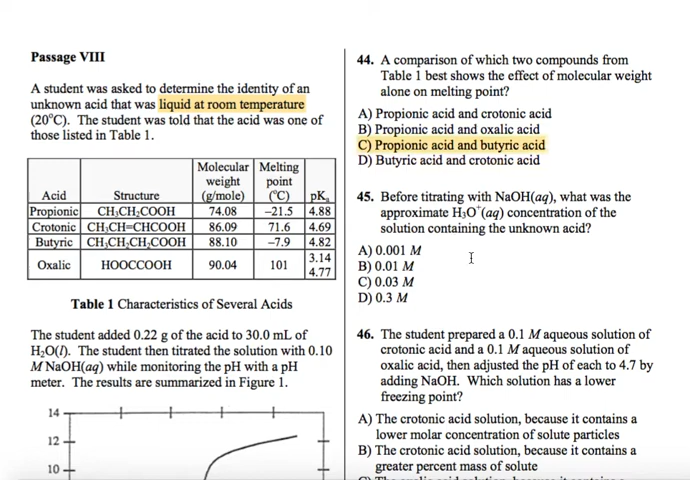 Passage VIII
A student was asked to determine the identity of an
unknown acid that was liquid at room temperature
(20°C). The student was told that the acid was one of
those listed in Table 1.
Acid Structure Molecular weight (g/mole) Melting point (°C) pKₐ
Propionic CH₃CH₂COOH 74.08 −21.5 4.88
Crotonic CH₃CH=CHCOOH 86.09 71.6 4.69
Butyric CH₃CH₂CH₂COOH 88.10 −7.9 4.82
Oxalic HOOCCOOH 90.04 101 3.14
4.77
Table 1 Characteristics of Several Acids
The student added 0.22 g of the acid to 30.0 mL of
H₂O(l). The student then titrated the solution with 0.10
M NaOH(aq) while monitoring the pH with a pH
meter. The results are summarized in Figure 1.
14
12
10
44. A comparison of which two compounds from
Table 1 best shows the effect of molecular weight
alone on melting point?
A) Propionic acid and crotonic acid
B) Propionic acid and oxalic acid
C) Propionic acid and butyric acid
D) Butyric acid and crotonic acid
45. Before titrating with NaOH(aq), what was the
approximate H₃O⁺(aq) concentration of the
solution containing the unknown acid?
A) 0.001 M
B) 0.01 M
C) 0.03 M
D) 0.3 M
46. The student prepared a 0.1 M aqueous solution of
crotonic acid and a 0.1 M aqueous solution of
oxalic acid, then adjusted the pH of each to 4.7 by
adding NaOH. Which solution has a lower
freezing point?
A) The crotonic acid solution, because it contains a
lower molar concentration of solute particles
B) The crotonic acid solution, because it contains a
greater percent mass of solute